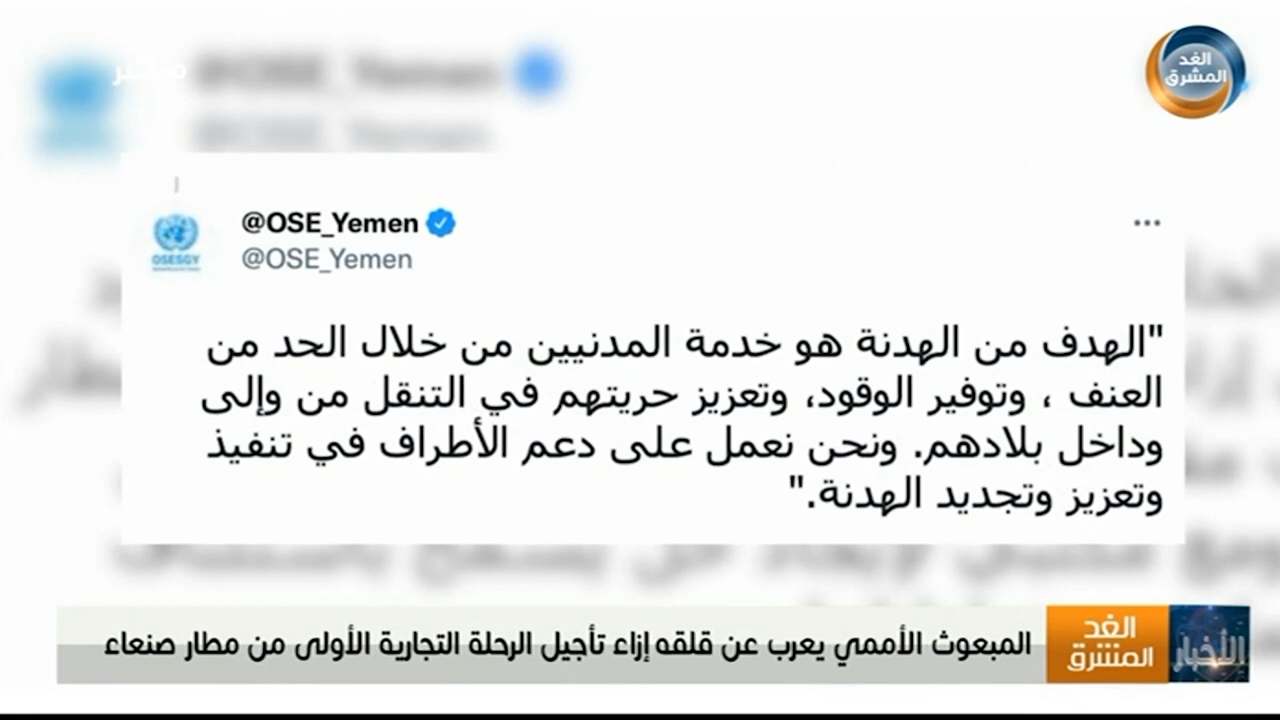 الغد
المشرق
@OSE_Yemen
@OSE_Yemen
OSESGY
@OSE_Yemen
@OSE_Yemen
"الهدف من الهدنة هو خدمة المدنيين من خلال الحد من
العنف ، وتوفير الوقود، وتعزيز حريتهم في التنقل من وإلى
وداخل بلادهم. ونحن نعمل على دعم الأطراف في تنفيذ
وتعزيز وتجديد الهدنة."
الأخبار
الغد
المشرق
المبعوث الأممي يعرب عن قلقه إزاء تأجيل الرحلة التجارية الأولى من مطار صنعاء